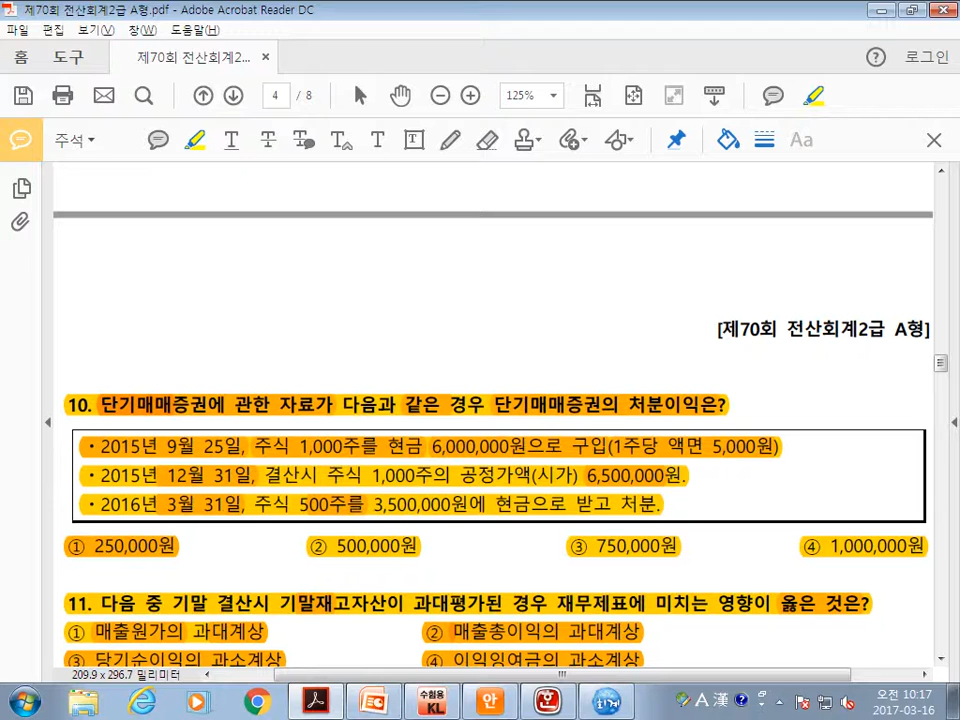 제70회 전산회계2급 A형.pdf - Adobe Acrobat Reader DC
파일 편집 보기(V) 창(W) 도움말(H)
홈 도구 제70회 전산회계2... × 로그인
4 / 8 125%
주석
[제70회 전산회계2급 A형]
10. 단기매매증권에 관한 자료가 다음과 같은 경우 단기매매증권의 처분이익은?
·2015년 9월 25일, 주식 1,000주를 현금 6,000,000원으로 구입(1주당 액면 5,000원)
·2015년 12월 31일, 결산시 주식 1,000주의 공정가액(시가) 6,500,000원.
·2016년 3월 31일, 주식 500주를 3,500,000원에 현금으로 받고 처분.
① 250,000원 ② 500,000원 ③ 750,000원 ④ 1,000,000원
11. 다음 중 기말 결산시 기말재고자산이 과대평가된 경우 재무제표에 미치는 영향이 옳은 것은?
① 매출원가의 과대계상 ② 매출총이익의 과대계상
③ 당기순이익의 과소계상 ④ 이익잉여금의 과소계상
209.9 x 296.7 밀리미터
수험용 KL 안 A 漢 오전 10:17
2017-03-16